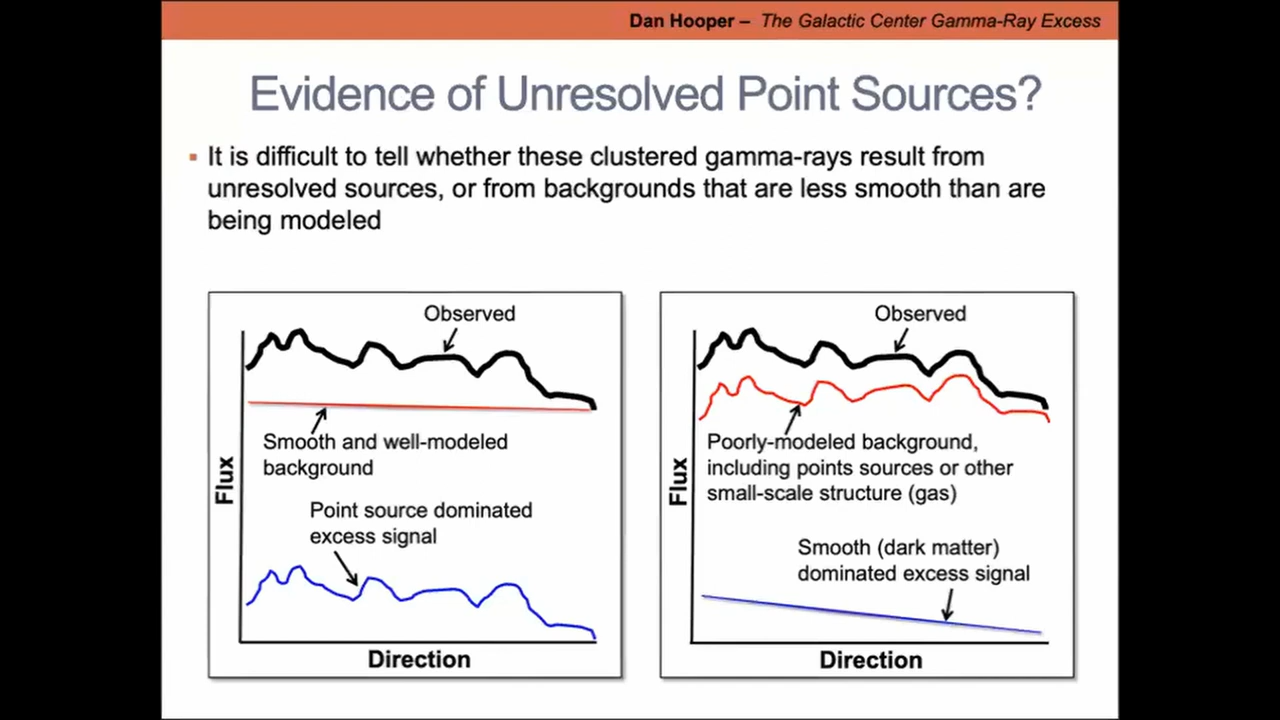 Dan Hooper – The Galactic Center Gamma-Ray Excess
Evidence of Unresolved Point Sources?
▪ It is difficult to tell whether these clustered gamma-rays result from
unresolved sources, or from backgrounds that are less smooth than are
being modeled
Observed
Smooth and well-modeled
background
Point source dominated
excess signal
Flux
Direction
Observed
Poorly-modeled background,
including points sources or other
small-scale structure (gas)
Smooth (dark matter)
dominated excess signal
Flux
Direction